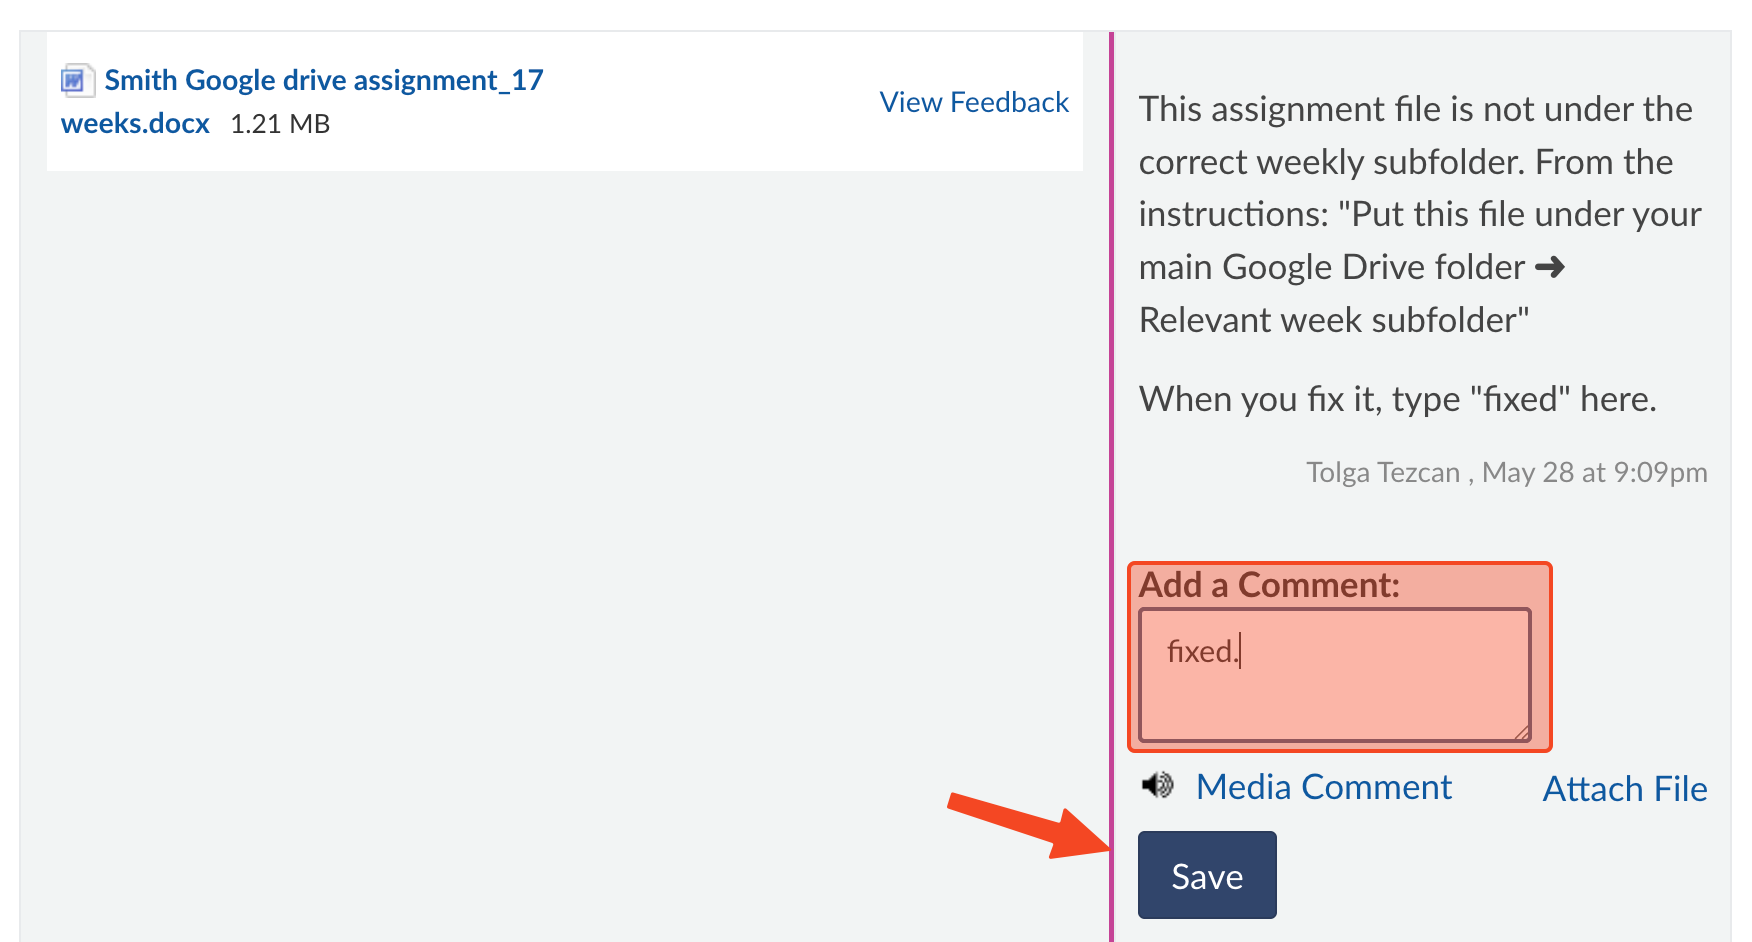 Smith Google drive assignment_17
weeks.docx 1.21 MB
View Feedback
This assignment file is not under the
correct weekly subfolder. From the
instructions: "Put this file under your
main Google Drive folder ➜
Relevant week subfolder"
When you fix it, type "fixed" here.
Tolga Tezcan , May 28 at 9:09pm
Add a Comment:
fixed.
Media Comment
Attach File
Save